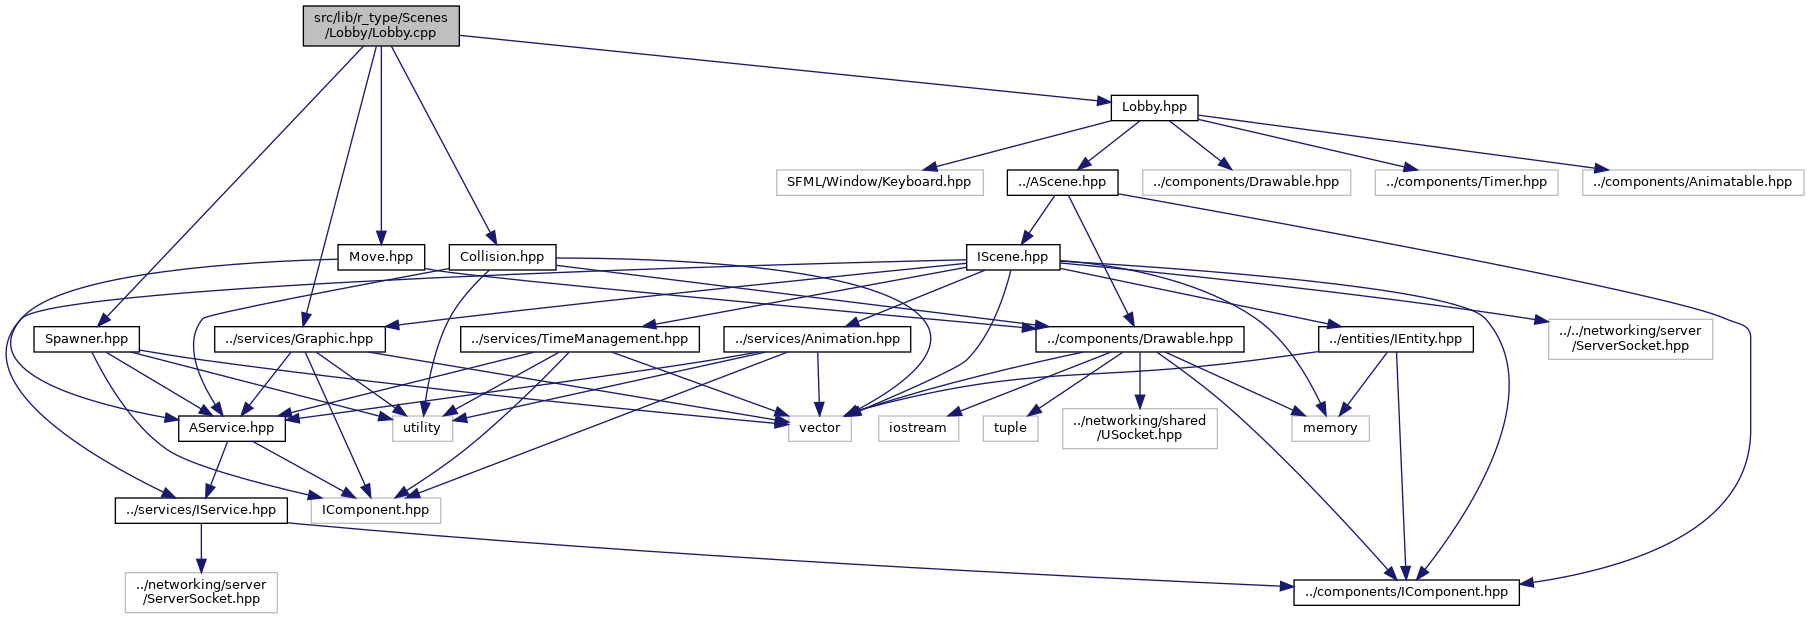 src/lib/r_type/Scenes
/Lobby/Lobby.cpp
Lobby.hpp
SFML/Window/Keyboard.hpp
../AScene.hpp
../components/Drawable.hpp
../components/Timer.hpp
../components/Animatable.hpp
Move.hpp
Collision.hpp
IScene.hpp
Spawner.hpp
../services/Graphic.hpp
../services/TimeManagement.hpp
../services/Animation.hpp
../components/Drawable.hpp
../entities/IEntity.hpp
../../networking/server
/ServerSocket.hpp
AService.hpp
utility
vector
iostream
tuple
../networking/shared
/USocket.hpp
memory
../services/IService.hpp
IComponent.hpp
../networking/server
/ServerSocket.hpp
../components/IComponent.hpp